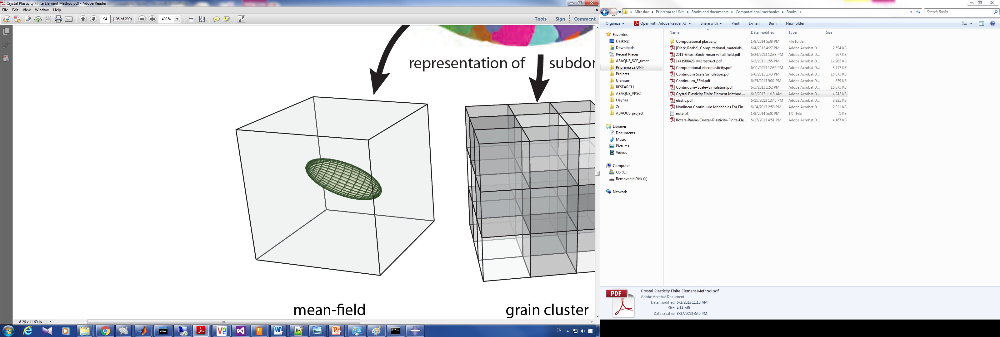 Crystal Plasticity Finite Element Method.pdf - Adobe Reader
File Edit View Window Help
94 (106 of 209) 400% Tools Sign Comment
representation of subdor
mean-field grain cluster
8.26 x 11.69 in
EN
Miroslav Priprema za UNH Books and documents Computational mechanics Books Search Books
Organize Open with Adobe Reader XI Share with Print E-mail Burn New folder
Favorites
Desktop
Downloads
Recent Places
ABAQUS_SCP_umat
Priprema za UNH
Projects
Uranium
RESEARCH
ABAQUS_VPSC
Haynes
Zr
ABAQUS_project
Libraries
Documents
Music
Pictures
Videos
Computer
OS (C:)
Removable Disk (I:)
Network
Name Date modified Type Size
Computational plasticity 1/8/2014 5:38 PM File folder
[Dierk_Raabe]_Computational_materials_... 6/4/2013 4:27 PM Adobe Acrobat D... 2,594 KB
2011-GhoshBook-mean vs full field.pdf 6/24/2013 12:38 PM Adobe Acrobat D... 967 KB
1441906428_Microstruct.pdf 6/5/2013 1:55 PM Adobe Acrobat D... 17,985 KB
Computational viscoplasticity.pdf 6/11/2013 12:35 PM Adobe Acrobat D... 3,757 KB
Continuum Scale Simulation.pdf 6/6/2013 1:43 PM Adobe Acrobat D... 15,875 KB
Continuum_FEM.pdf 6/25/2013 9:02 PM Adobe Acrobat D... 639 KB
Continuum+Scale+Simulation.pdf 6/5/2013 1:52 PM Adobe Acrobat D... 15,875 KB
Crystal Plasticity Finite Element Method.... 6/2/2013 11:18 AM Adobe Acrobat D... 4,242 KB
elastic.pdf 6/11/2013 12:46 PM Adobe Acrobat D... 3,925 KB
Nonlinear Continuum Mechanics For Fin... 6/24/2013 2:50 PM Adobe Acrobat D... 2,021 KB
note.txt 1/8/2014 5:38 PM TXT File 1 KB
Roters-Raabe-Crystal-Plasticity-Finite-Ele... 5/17/2013 4:51 PM Adobe Acrobat D... 4,167 KB
PDF
Crystal Plasticity Finite Element Method.pdf
Adobe Acrobat Document
Date modified: 6/2/2013 11:18 AM
Size: 4.14 MB
Date created: 8/27/2013 3:40 PM